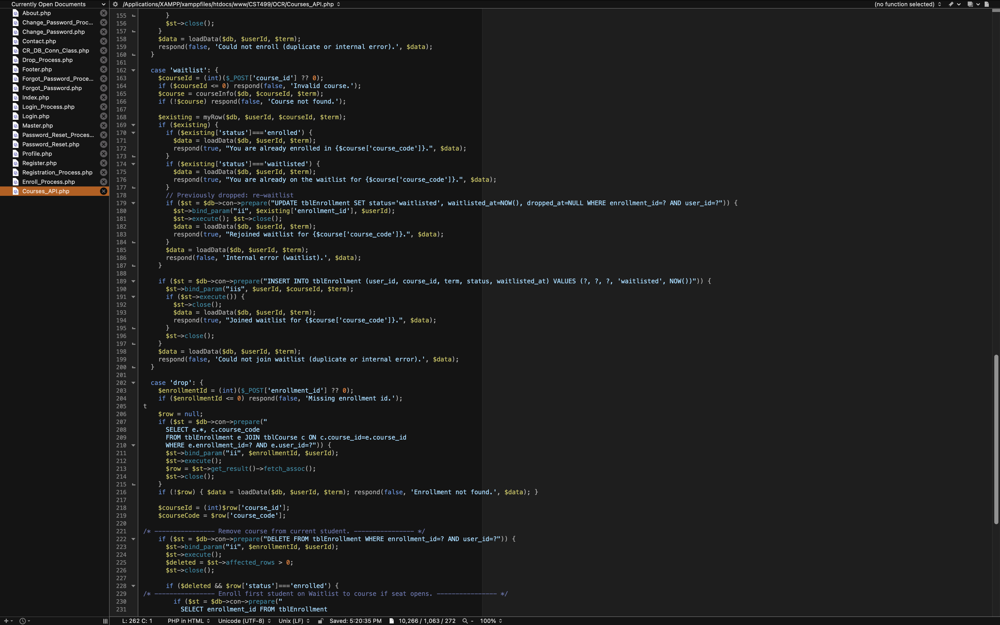 Currently Open Documents
/Applications/XAMPP/xamppfiles/htdocs/www/CST499/OCR/Courses_API.php
(no function selected)
About.php
Change_Password_Proc...
Change_Password.php
Contact.php
CR_DB_Conn_Class.php
Drop_Process.php
Footer.php
Forgot_Password_Proce...
Forgot_Password.php
Index.php
Login_Process.php
Login.php
Master.php
Password_Reset_Proces...
Password_Reset.php
Profile.php
Register.php
Registration_Process.php
Enroll_Process.php
Courses_API.php
155       }
156       $st->close();
157     }
158     $data = loadData($db, $userId, $term);
159     respond(false, 'Could not enroll (duplicate or internal error).', $data);
160   }
161
162   case 'waitlist': {
163     $courseId = (int)($_POST['course_id'] ?? 0);
164     if ($courseId <= 0) respond(false, 'Invalid course.');
165     $course = courseInfo($db, $courseId, $term);
166     if (!$course) respond(false, 'Course not found.');
167
168     $existing = myRow($db, $userId, $courseId, $term);
169     if ($existing) {
170       if ($existing['status']==='enrolled') {
171         $data = loadData($db, $userId, $term);
172         respond(true, "You are already enrolled in {$course['course_code']}.", $data);
173       }
174       if ($existing['status']==='waitlisted') {
175         $data = loadData($db, $userId, $term);
176         respond(true, "You are already on the waitlist for {$course['course_code']}.", $data);
177       }
178       // Previously dropped: re-waitlist
179       if ($st = $db->con->prepare("UPDATE tblEnrollment SET status='waitlisted', waitlisted_at=NOW(), dropped_at=NULL WHERE enrollment_id=? AND user_id=?")) {
180         $st->bind_param("ii", $existing['enrollment_id'], $userId);
181         $st->execute(); $st->close();
182         $data = loadData($db, $userId, $term);
183         respond(true, "Rejoined waitlist for {$course['course_code']}.", $data);
184       }
185       $data = loadData($db, $userId, $term);
186       respond(false, 'Internal error (waitlist).', $data);
187     }
188
189     if ($st = $db->con->prepare("INSERT INTO tblEnrollment (user_id, course_id, term, status, waitlisted_at) VALUES (?, ?, ?, 'waitlisted', NOW())")) {
190       $st->bind_param("iis", $userId, $courseId, $term);
191       if ($st->execute()) {
192         $st->close();
193         $data = loadData($db, $userId, $term);
194         respond(true, "Joined waitlist for {$course['course_code']}.", $data);
195       }
196       $st->close();
197     }
198     $data = loadData($db, $userId, $term);
199     respond(false, 'Could not join waitlist (duplicate or internal error).', $data);
200   }
201
202   case 'drop': {
203     $enrollmentId = (int)($_POST['enrollment_id'] ?? 0);
204     if ($enrollmentId <= 0) respond(false, 'Missing enrollment id.');
205 t
206     $row = null;
207     if ($st = $db->con->prepare("
208       SELECT e.*, c.course_code
209       FROM tblEnrollment e JOIN tblCourse c ON c.course_id=e.course_id
210       WHERE e.enrollment_id=? AND e.user_id=?")) {
211       $st->bind_param("ii", $enrollmentId, $userId);
212       $st->execute();
213       $row = $st->get_result()->fetch_assoc();
214       $st->close();
215     }
216     if (!$row) { $data = loadData($db, $userId, $term); respond(false, 'Enrollment not found.', $data); }
217
218     $courseId = (int)$row['course_id'];
219     $courseCode = $row['course_code'];
220
221 /* ---------------- Remove course from current student. ---------------- */
222     if ($st = $db->con->prepare("DELETE FROM tblEnrollment WHERE enrollment_id=? AND user_id=?")) {
223       $st->bind_param("ii", $enrollmentId, $userId);
224       $st->execute();
225       $deleted = $st->affected_rows > 0;
226       $st->close();
227
228       if ($deleted && $row['status']==='enrolled') {
229 /* ---------------- Enroll first student on Waitlist to course if seat opens. ---------------- */
230         if ($st = $db->con->prepare("
231           SELECT enrollment_id FROM tblEnrollment
L: 262 C: 1
PHP in HTML
Unicode (UTF-8)
Unix (LF)
Saved: 5:20:35 PM
10,266 / 1,063 / 272
100%